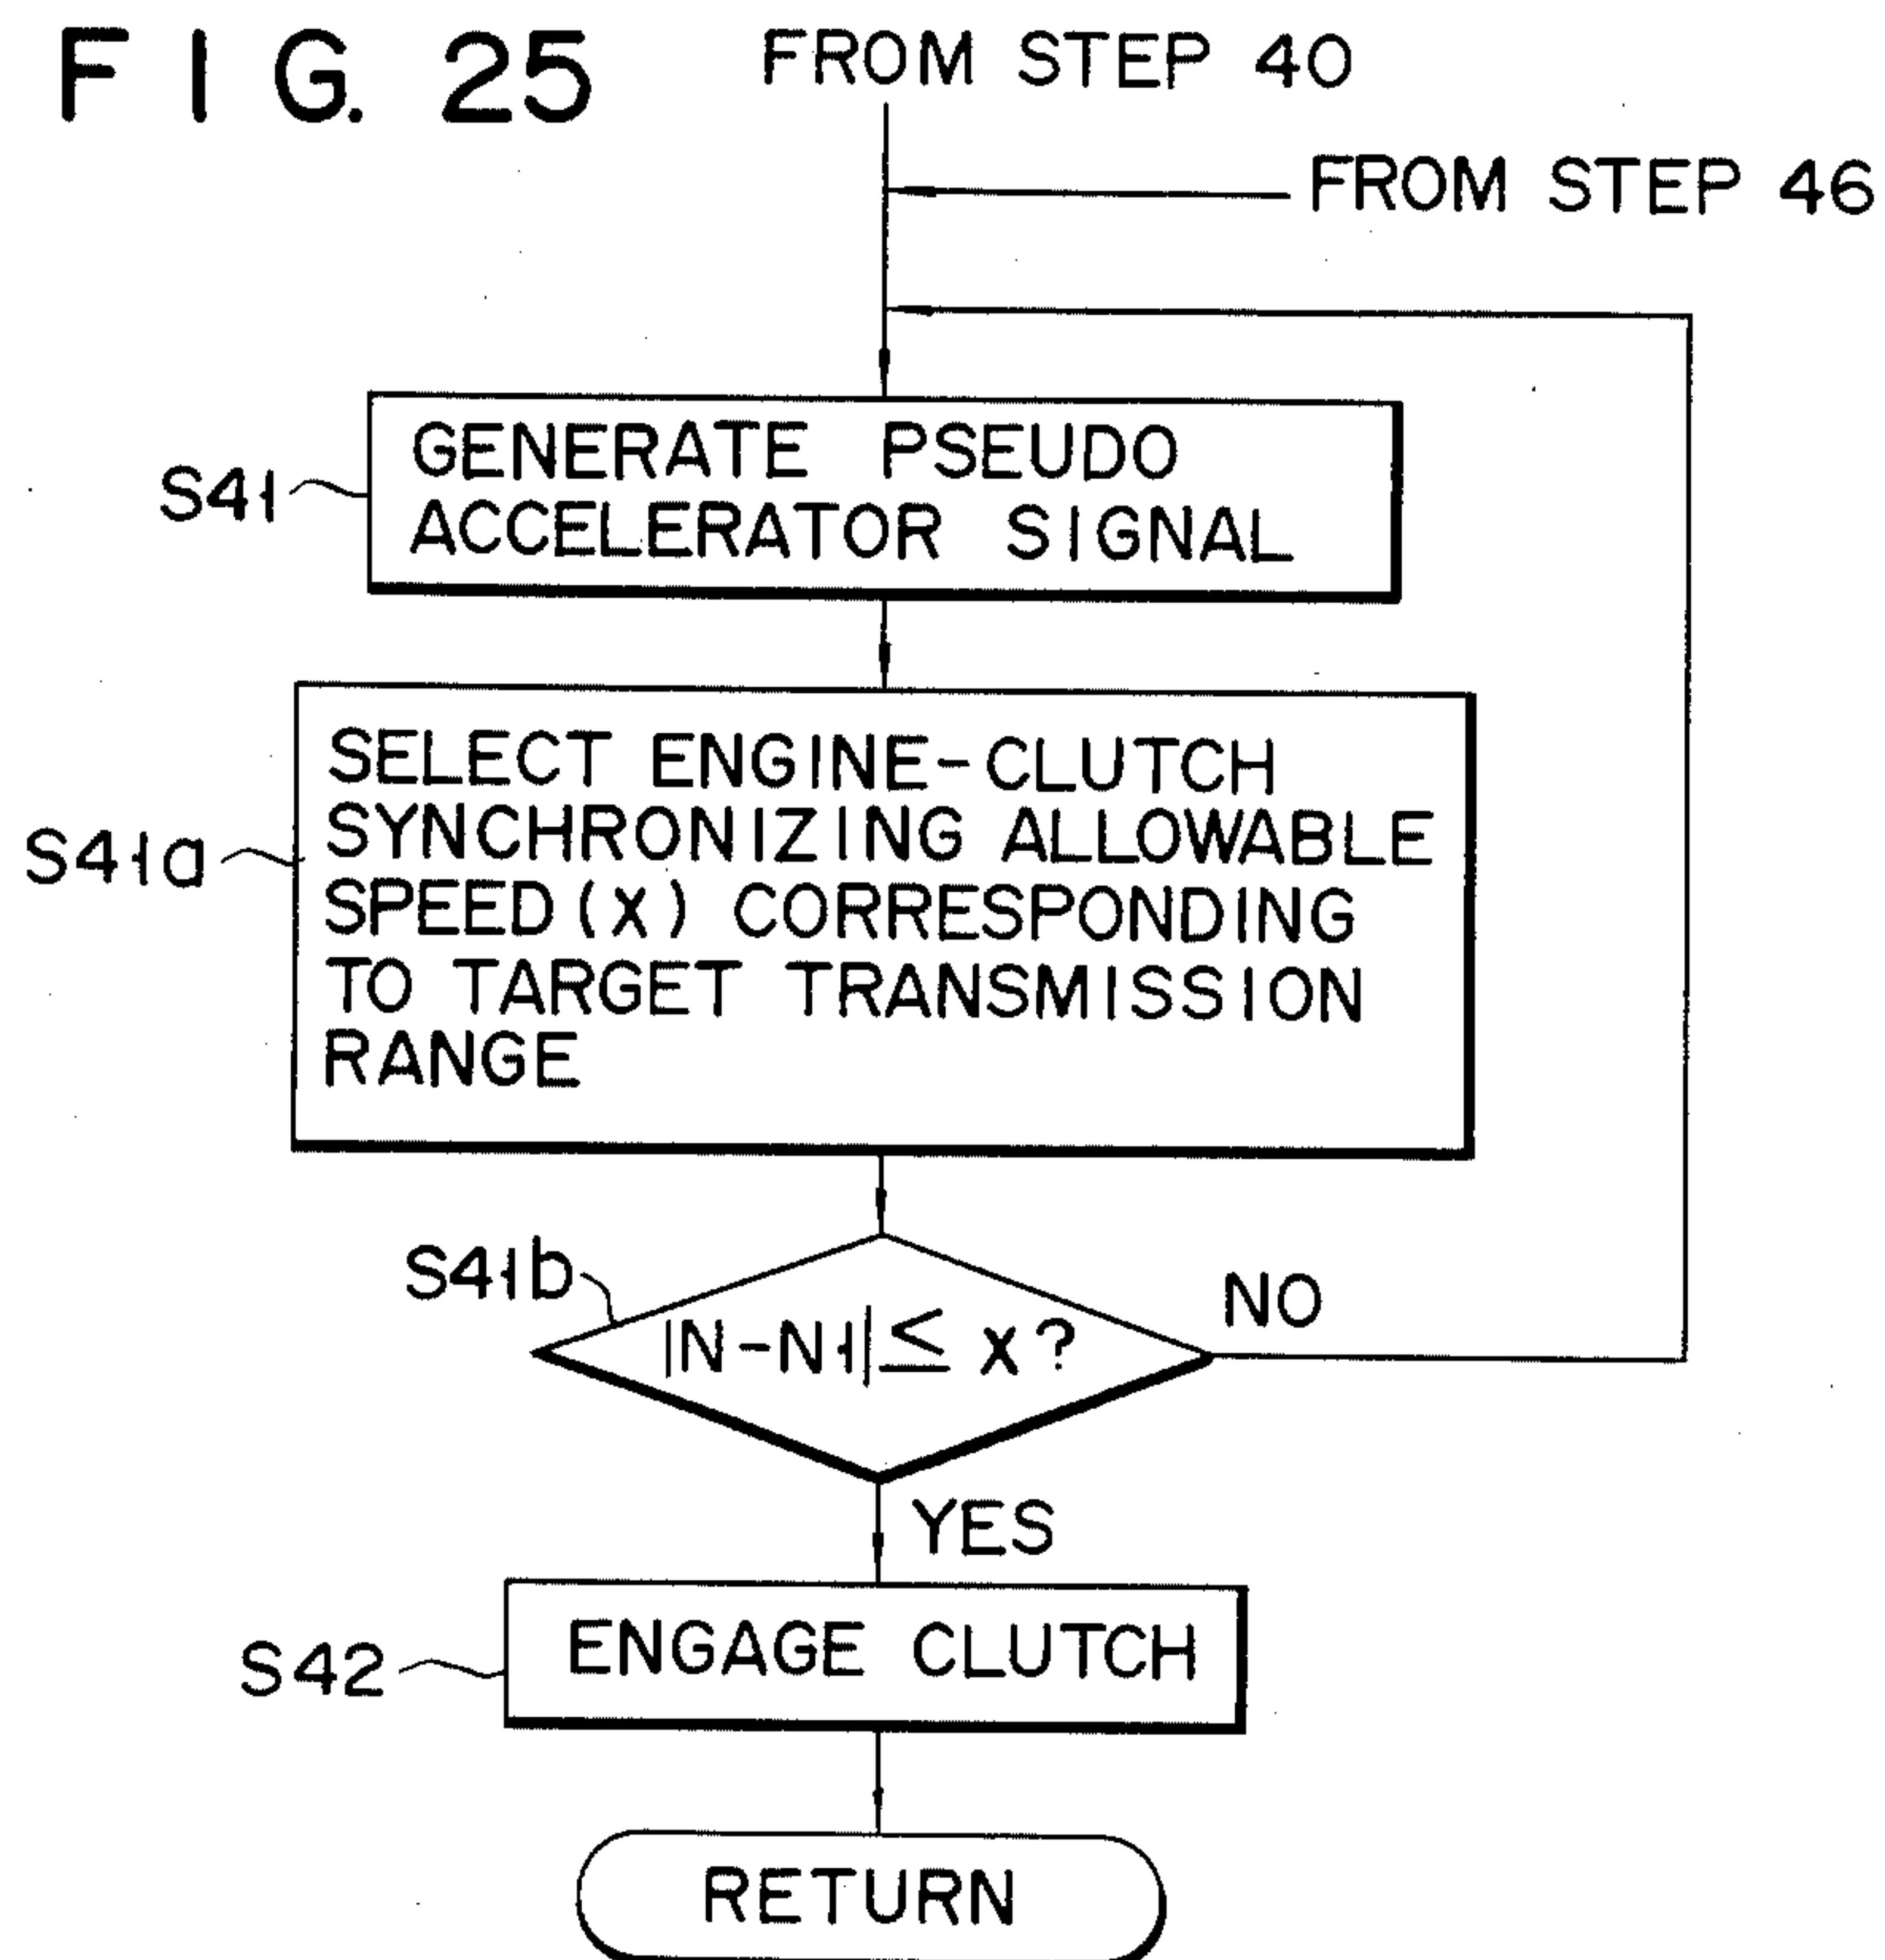 FIG. 25
FROM STEP 40
FROM STEP 46
S41
GENERATE PSEUDO
ACCELERATOR SIGNAL
S41a
SELECT ENGINE-CLUTCH
SYNCHRONIZING ALLOWABLE
SPEED (X) CORRESPONDING
TO TARGET TRANSMISSION
RANGE
S41b
|N-N1|≤ X?
NO
YES
S42
ENGAGE CLUTCH
RETURN